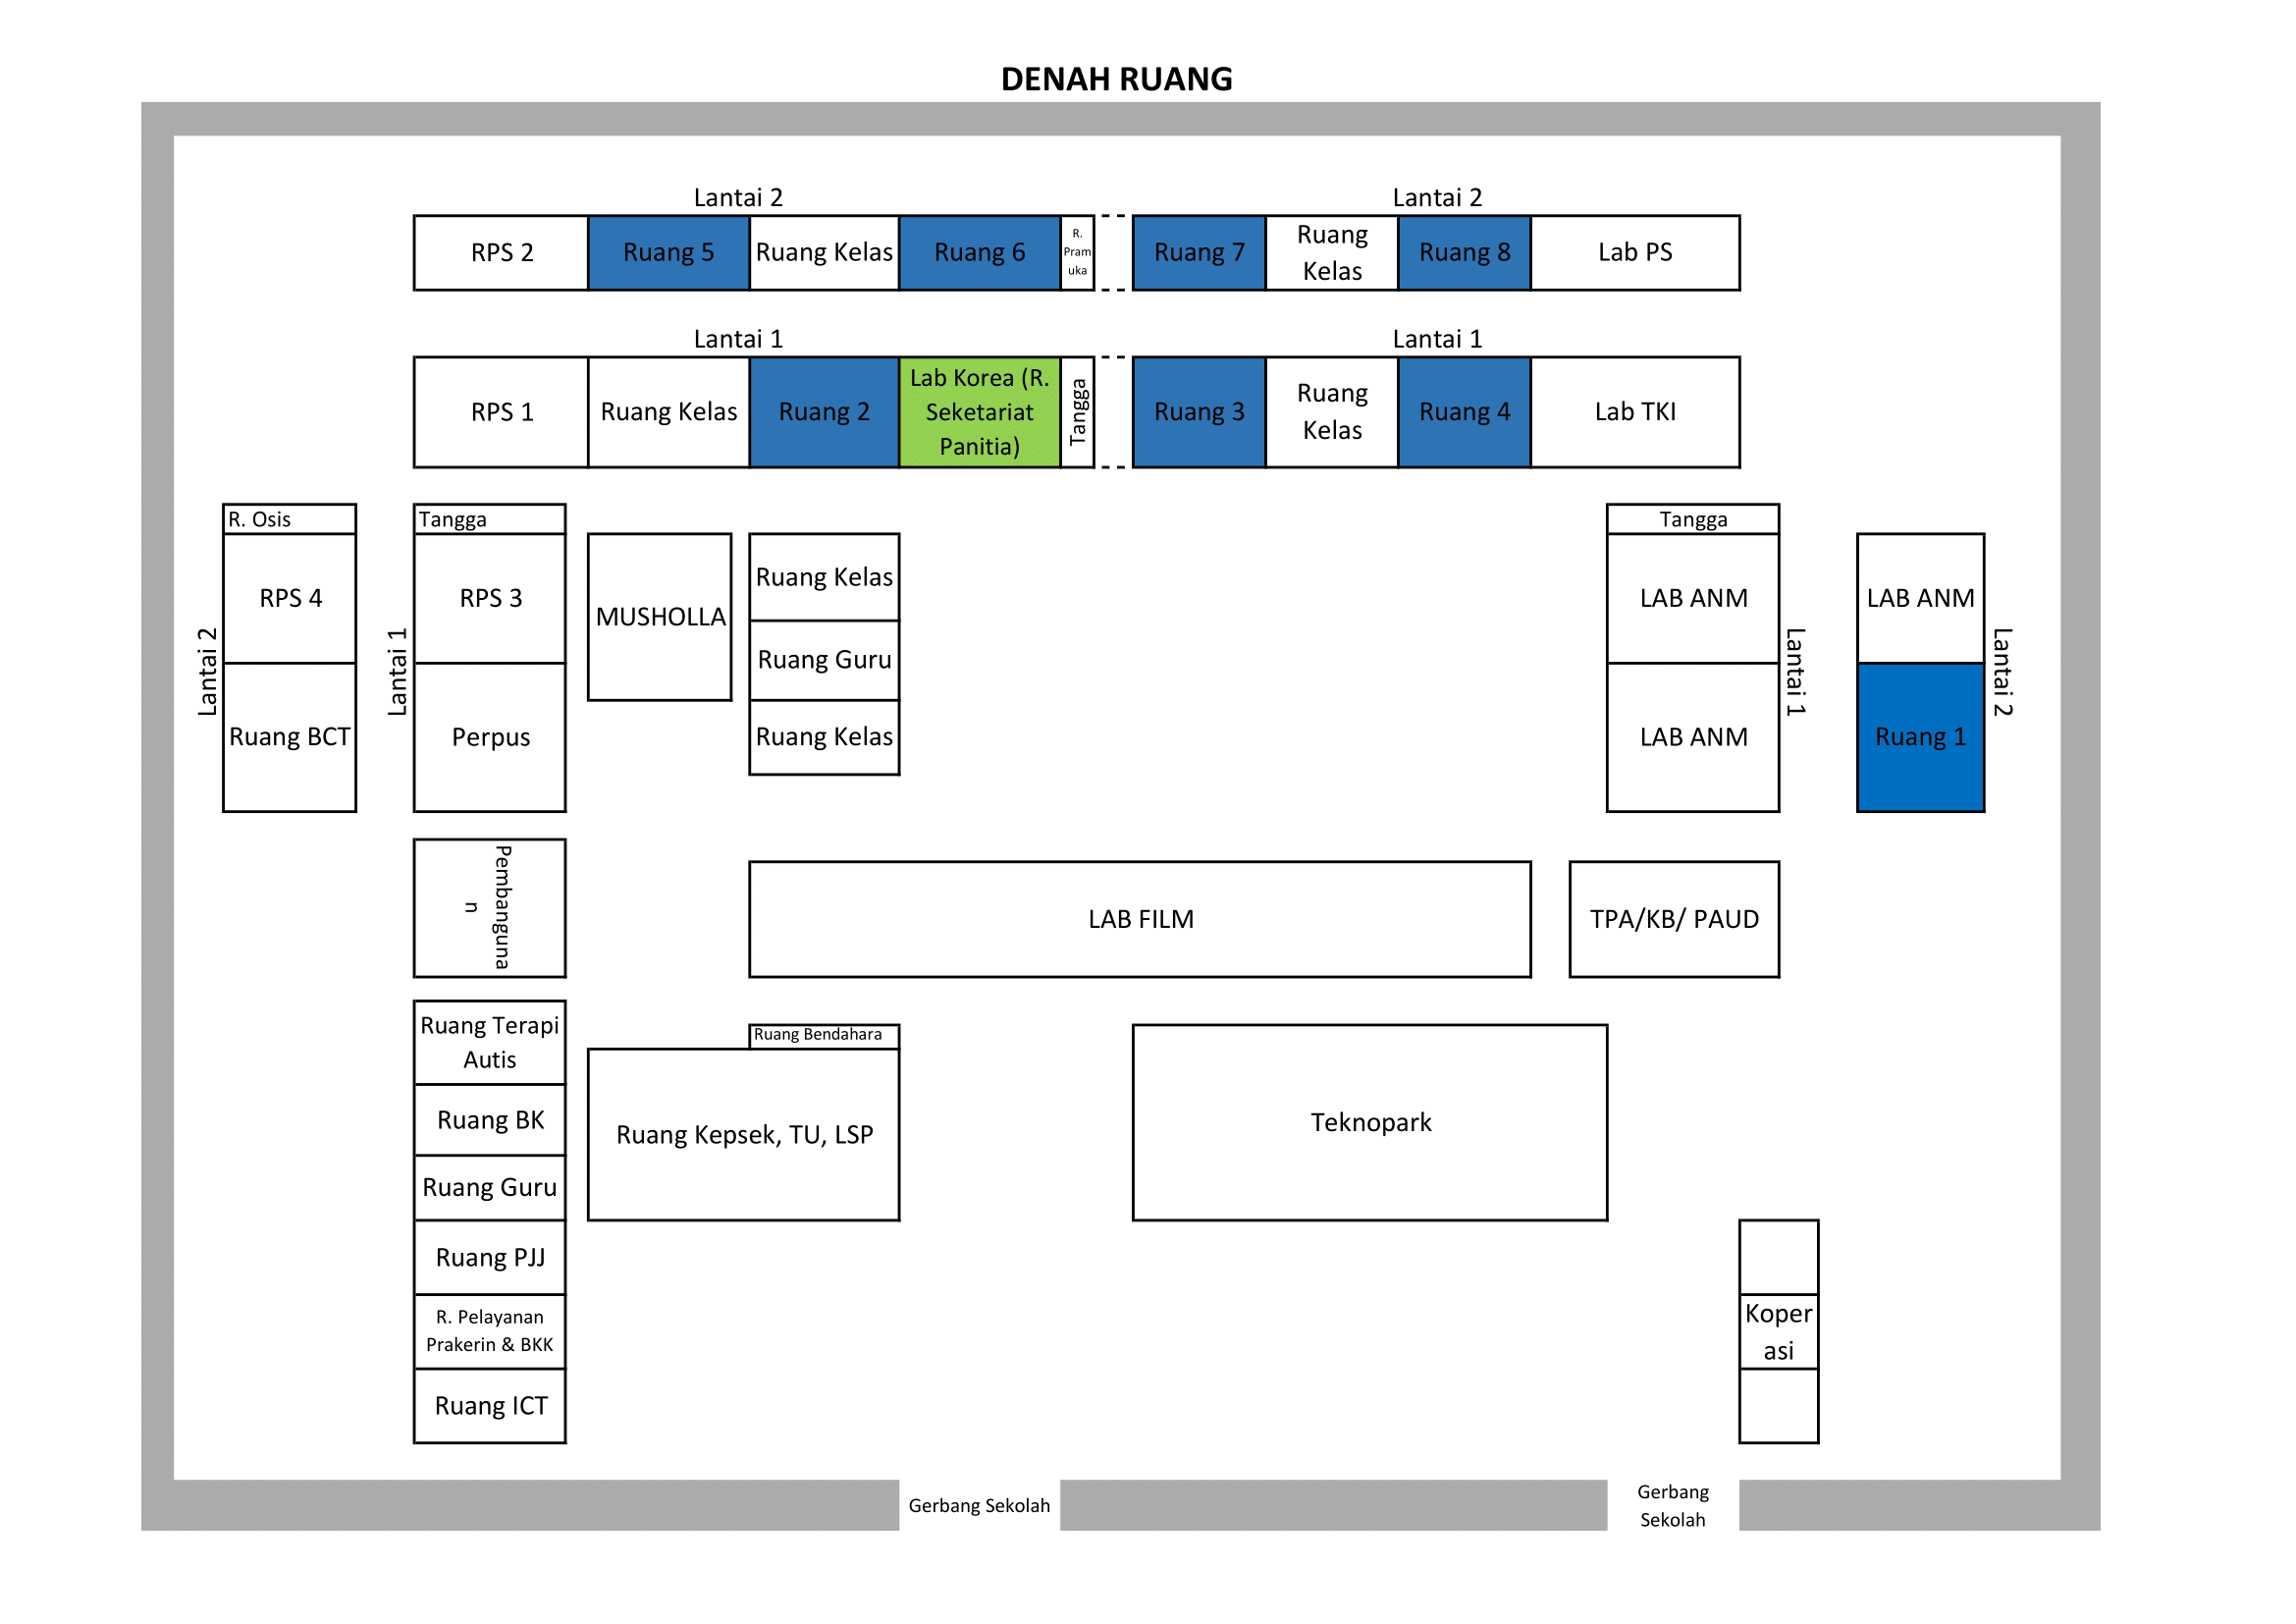 DENAH RUANG
Lantai 2
Lantai 2
RPS 2
Ruang 5
Ruang Kelas
Ruang 6
R.
Pram
uka
Ruang 7
Ruang
Kelas
Ruang 8
Lab PS
Lantai 1
Lantai 1
RPS 1
Ruang Kelas
Ruang 2
Lab Korea (R.
Seketariat
Panitia)
Tangga
Ruang 3
Ruang
Kelas
Ruang 4
Lab TKI
Lantai 2
R. Osis
RPS 4
Ruang BCT
Lantai 1
Tangga
RPS 3
Perpus
MUSHOLLA
Ruang Kelas
Ruang Guru
Ruang Kelas
Tangga
LAB ANM
LAB ANM
Lantai 1
LAB ANM
Ruang 1
Lantai 2
Pembanguna
n
LAB FILM
TPA/KB/ PAUD
Ruang Terapi
Autis
Ruang BK
Ruang Guru
Ruang PJJ
R. Pelayanan
Prakerin & BKK
Ruang ICT
Ruang Bendahara
Ruang Kepsek, TU, LSP
Teknopark
Koper
asi
Gerbang Sekolah
Gerbang
Sekolah